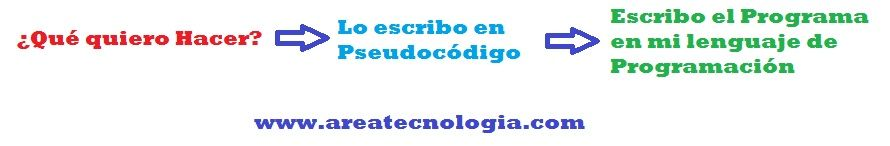 ¿Qué quiero Hacer?
Lo escribo en
Pseudocódigo
Escribo el Programa
en mi lenguaje de
Programación
www.areatecnologia.com